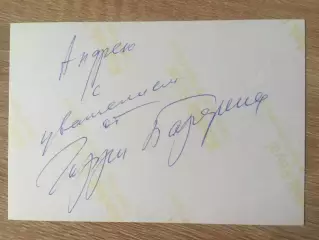 Андрею
с
уважением
от
Гарри Бардина